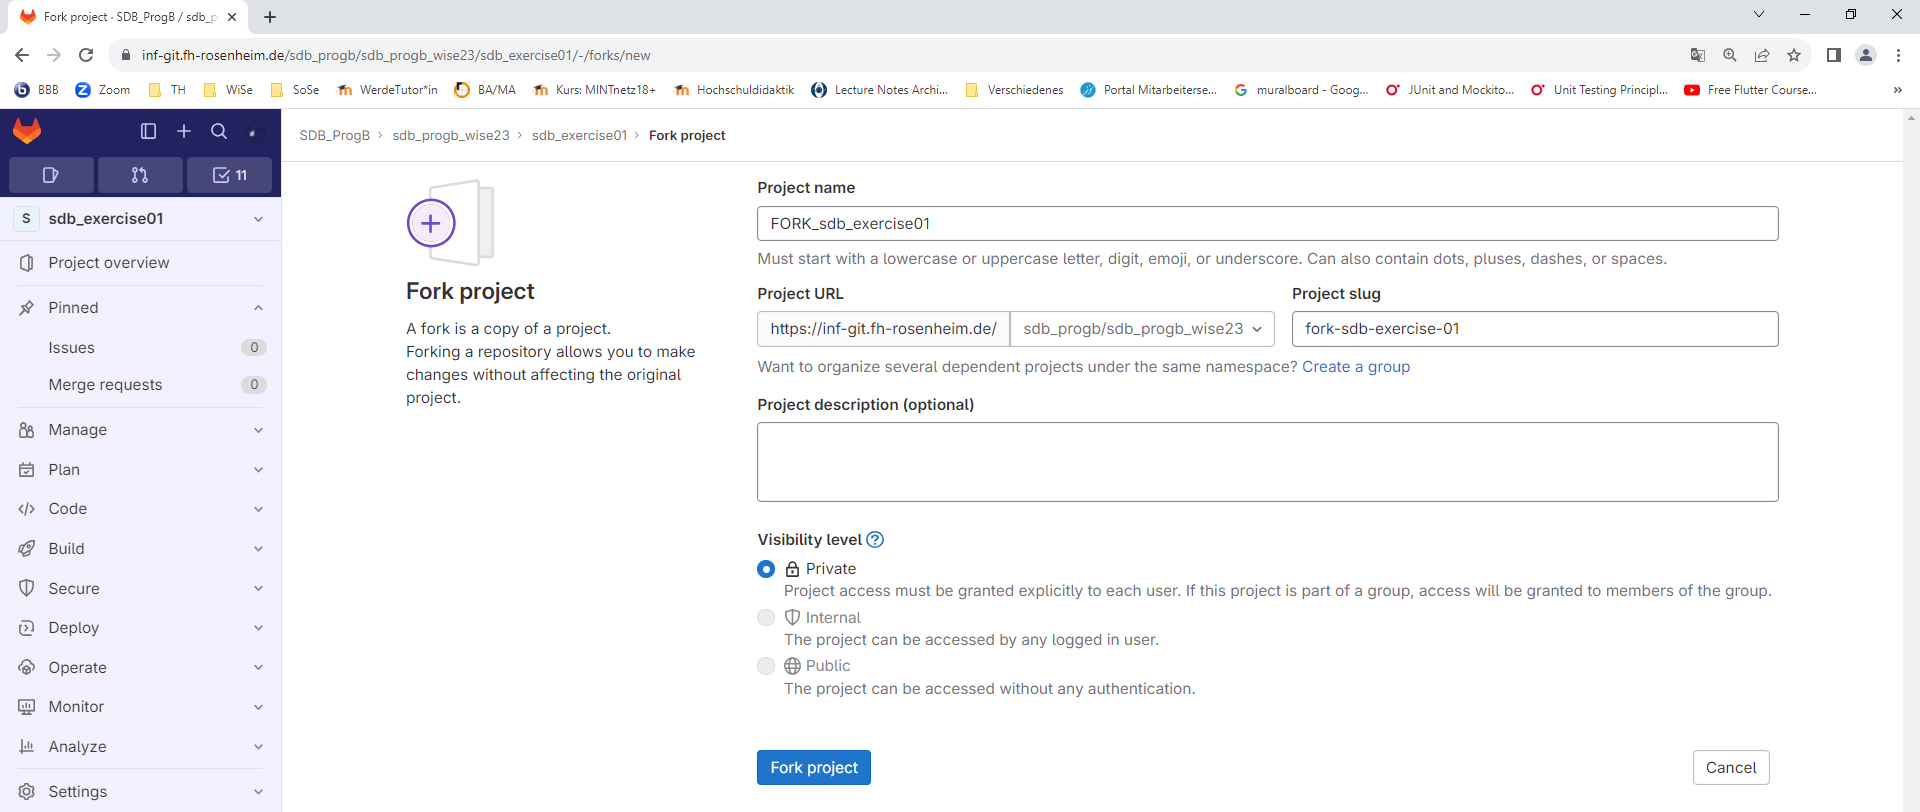 Fork project · SDB_ProgB / sdb_p
inf-git.fh-rosenheim.de/sdb_progb/sdb_progb_wise23/sdb_exercise01/-/forks/new
BBB Zoom TH WiSe SoSe WerdeTutor*in BA/MA Kurs: MINTnetz18+ Hochschuldidaktik Lecture Notes Archi... Verschiedenes Portal Mitarbeiterse... muralboard - Goog... JUnit and Mockito... Unit Testing Principl... Free Flutter Course... »
SDB_ProgB › sdb_progb_wise23 › sdb_exercise01 › Fork project
11
S sdb_exercise01
Project overview
Pinned
Issues 0
Merge requests 0
Manage
Plan
Code
Build
Secure
Deploy
Operate
Monitor
Analyze
Settings
Fork project
A fork is a copy of a project.
Forking a repository allows you to make
changes without affecting the original
project.
Project name
FORK_sdb_exercise01
Must start with a lowercase or uppercase letter, digit, emoji, or underscore. Can also contain dots, pluses, dashes, or spaces.
Project URL Project slug
https://inf-git.fh-rosenheim.de/ sdb_progb/sdb_progb_wise23 fork-sdb-exercise-01
Want to organize several dependent projects under the same namespace? Create a group
Project description (optional)
Visibility level ?
Private
Project access must be granted explicitly to each user. If this project is part of a group, access will be granted to members of the group.
Internal
The project can be accessed by any logged in user.
Public
The project can be accessed without any authentication.
Fork project Cancel